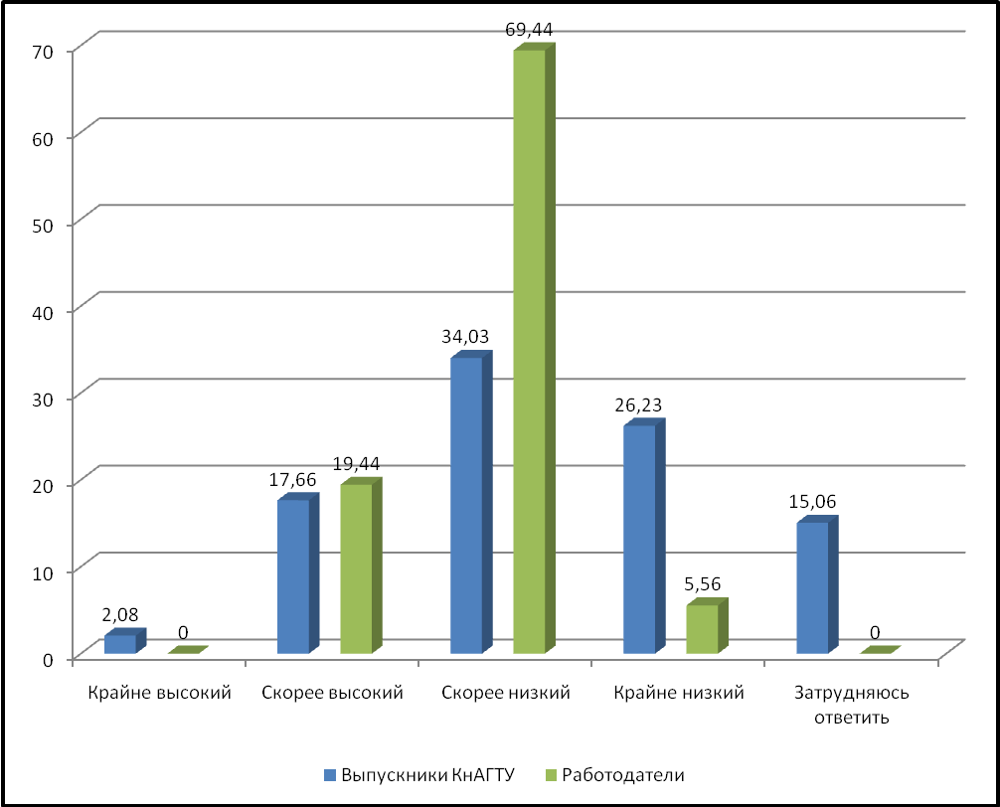 70
60
50
40
30
20
10
0
2,08
0
17,66
19,44
34,03
69,44
26,23
5,56
15,06
0
Крайне высокий
Скорее высокий
Скорее низкий
Крайне низкий
Затрудняюсь
ответить
Выпускники КнАГТУ
Работодатели